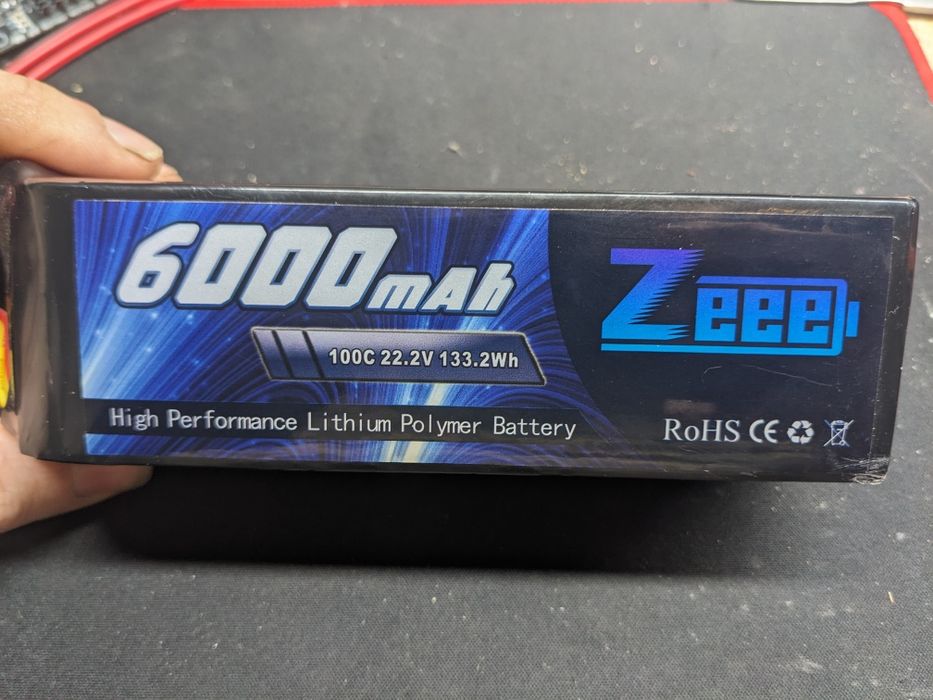 6000mAh
100C 22.2V 133.2Wh
High Performance Lithium Polymer Battery
Zeee
RoHS CE